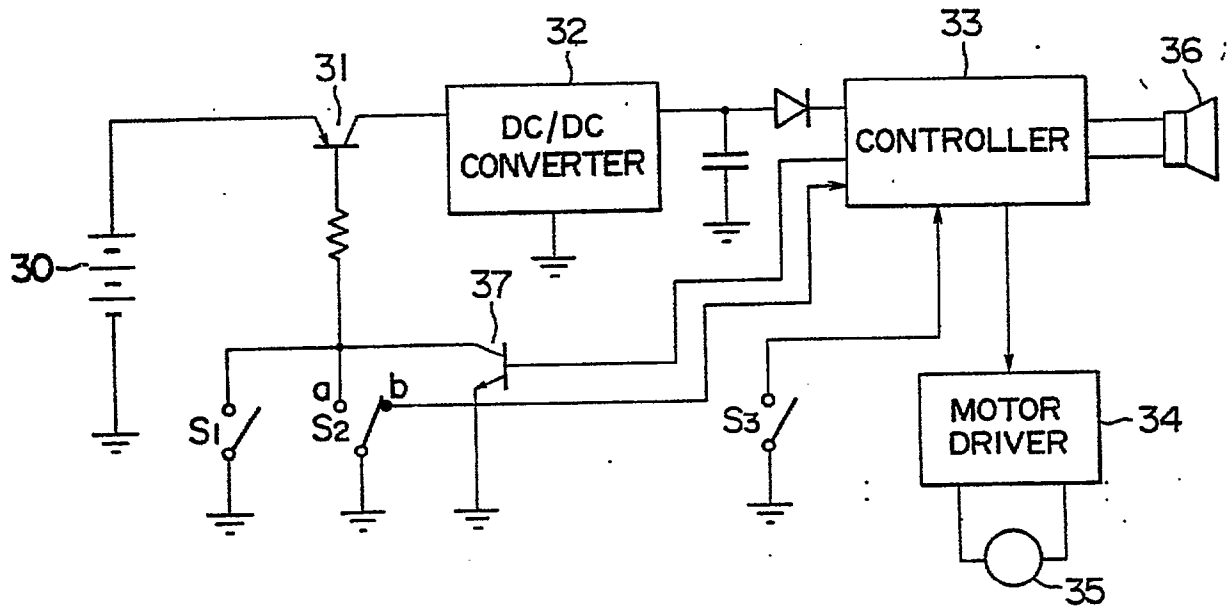 32
33
36
31
DC/DC
CONVERTER
CONTROLLER
30
37
a
b
S1
S2
S3
MOTOR
DRIVER
34
35